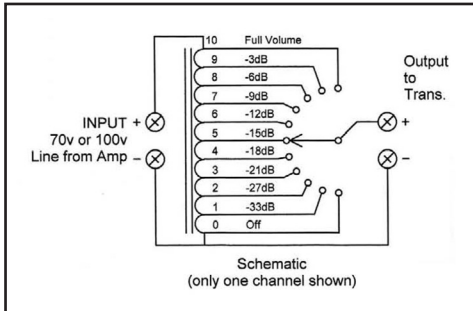 10 Full Volume
9 -3dB
8 -6dB
7 -9dB
6 -12dB
5 -15dB
4 -18dB
3 -21dB
2 -27dB
1 -33dB
0 Off
INPUT +
70v or 100v
Line from Amp –
Output
to
Trans.
+
–
Schematic
(only one channel shown)